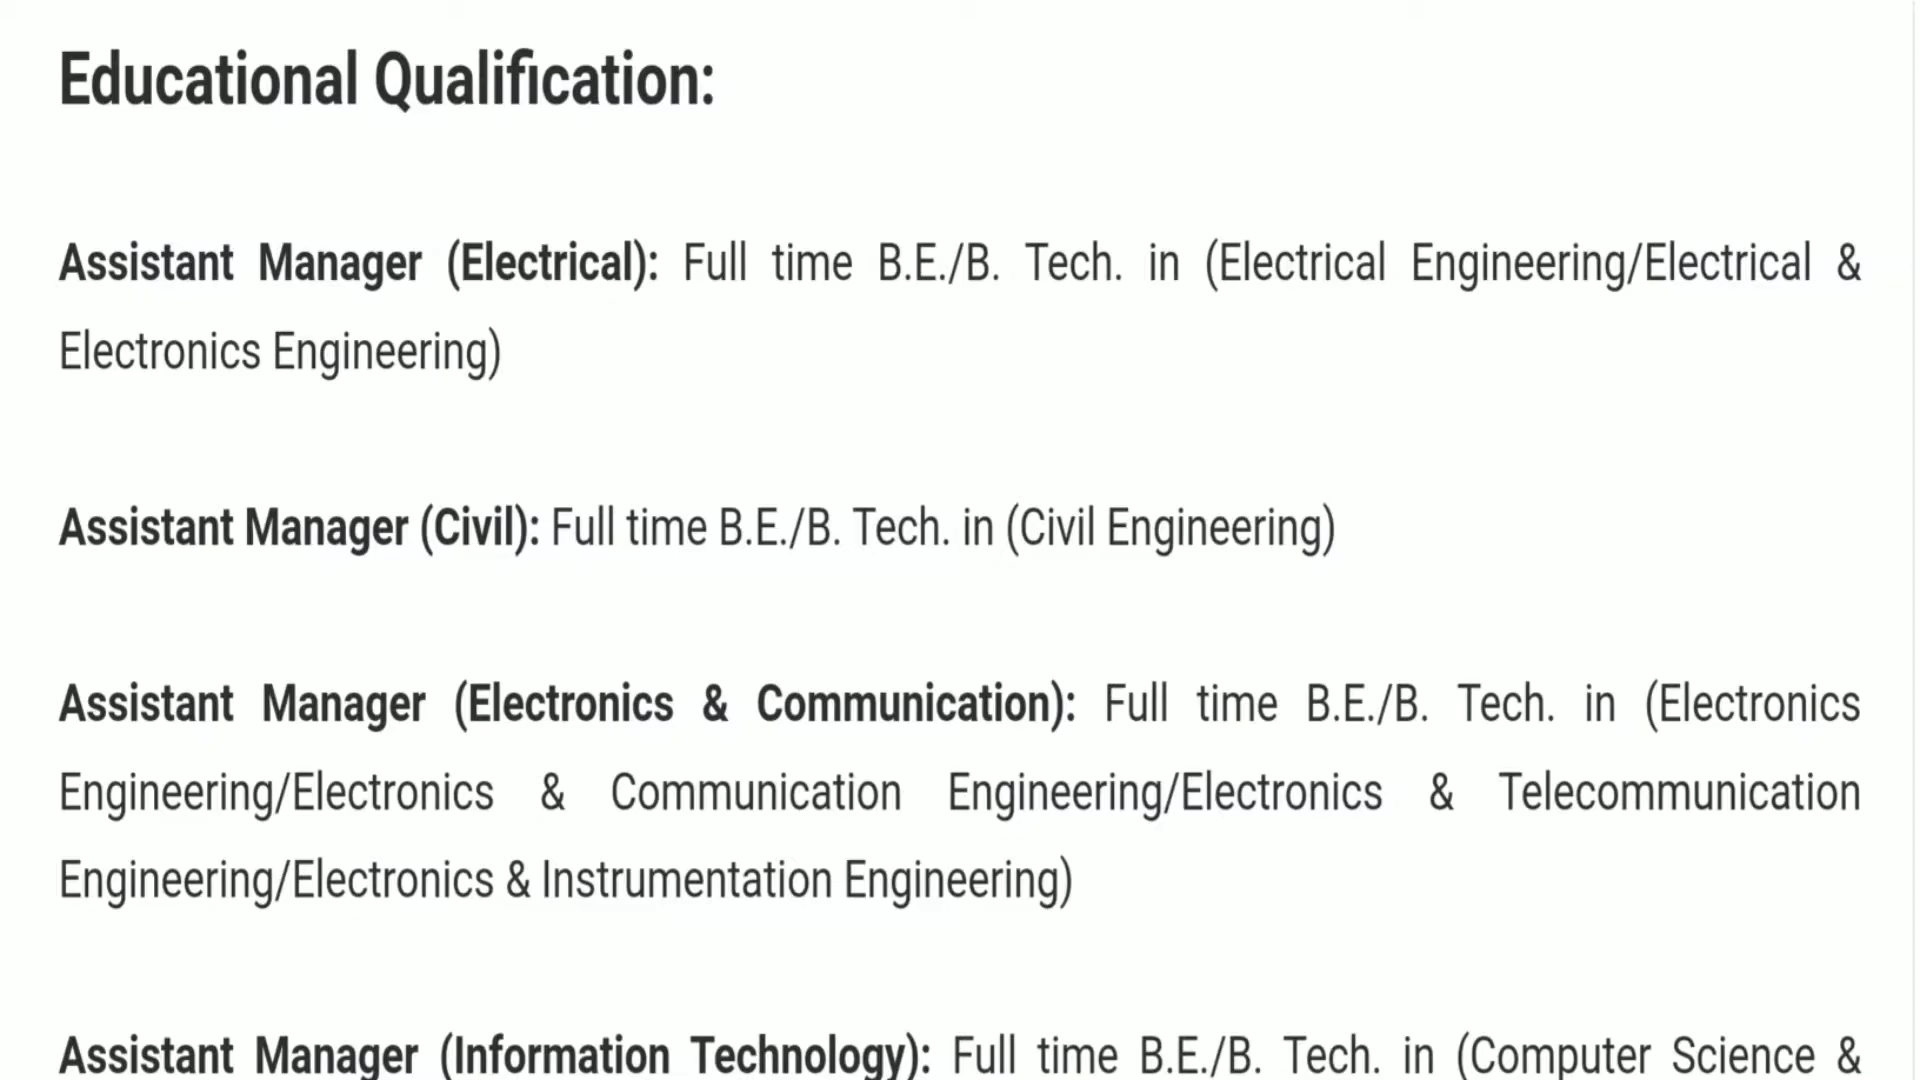 Educational Qualification:
Assistant Manager (Electrical): Full time B.E./B. Tech. in (Electrical Engineering/Electrical &
Electronics Engineering)
Assistant Manager (Civil): Full time B.E./B. Tech. in (Civil Engineering)
Assistant Manager (Electronics & Communication): Full time B.E./B. Tech. in (Electronics
Engineering/Electronics & Communication Engineering/Electronics & Telecommunication
Engineering/Electronics & Instrumentation Engineering)
Assistant Manager (Information Technology): Full time B.E./B. Tech. in (Computer Science &